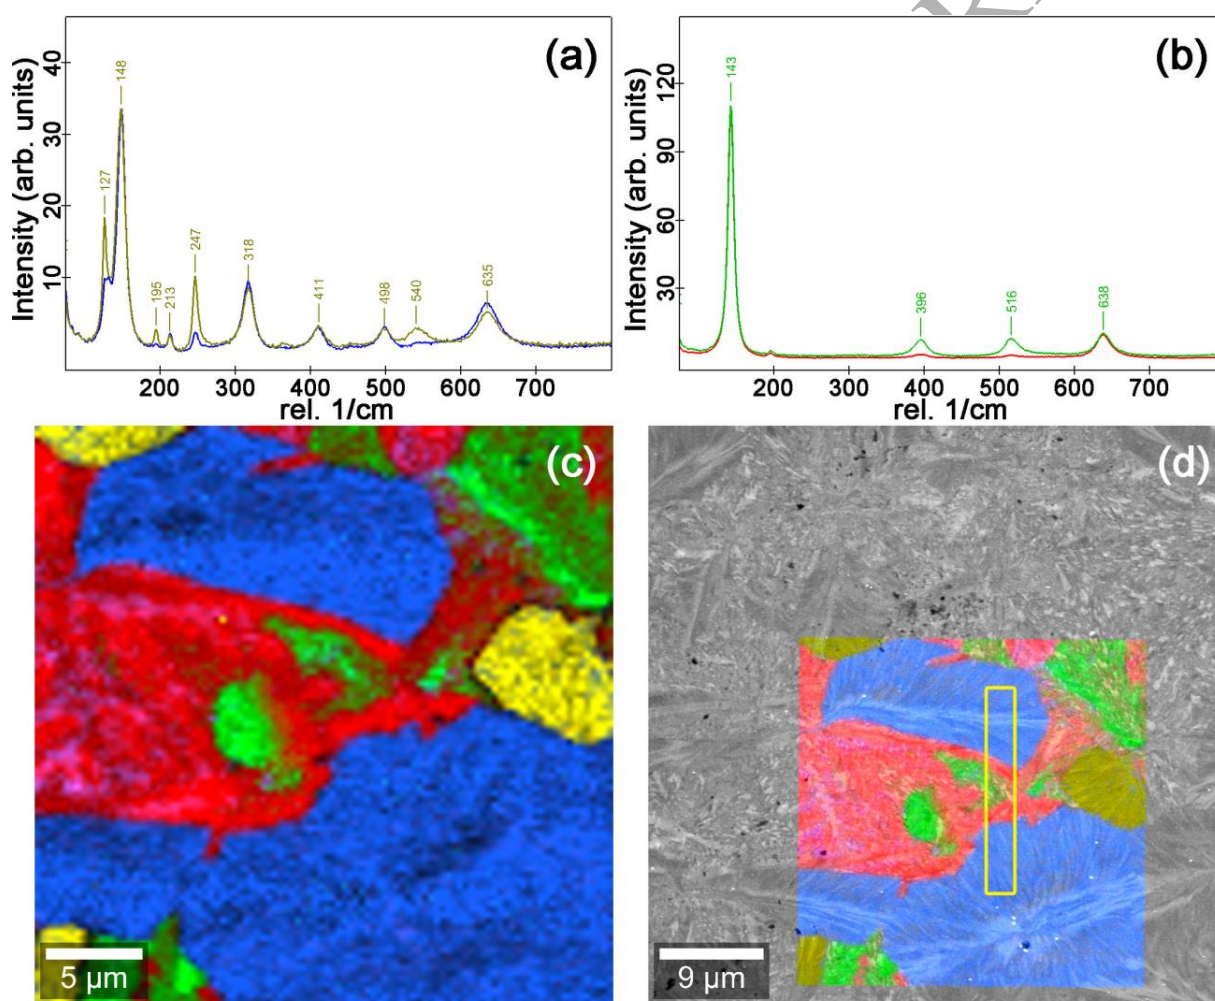 (a)
Intensity (arb. units)
40
30
20
10
127
148
195
213
247
318
411
498
540
635
200 300 400 500 600 700
rel. 1/cm
(b)
Intensity (arb. units)
120
90
60
30
143
396
516
638
200 300 400 500 600 700
rel. 1/cm
(c)
5 μm
(d)
9 μm